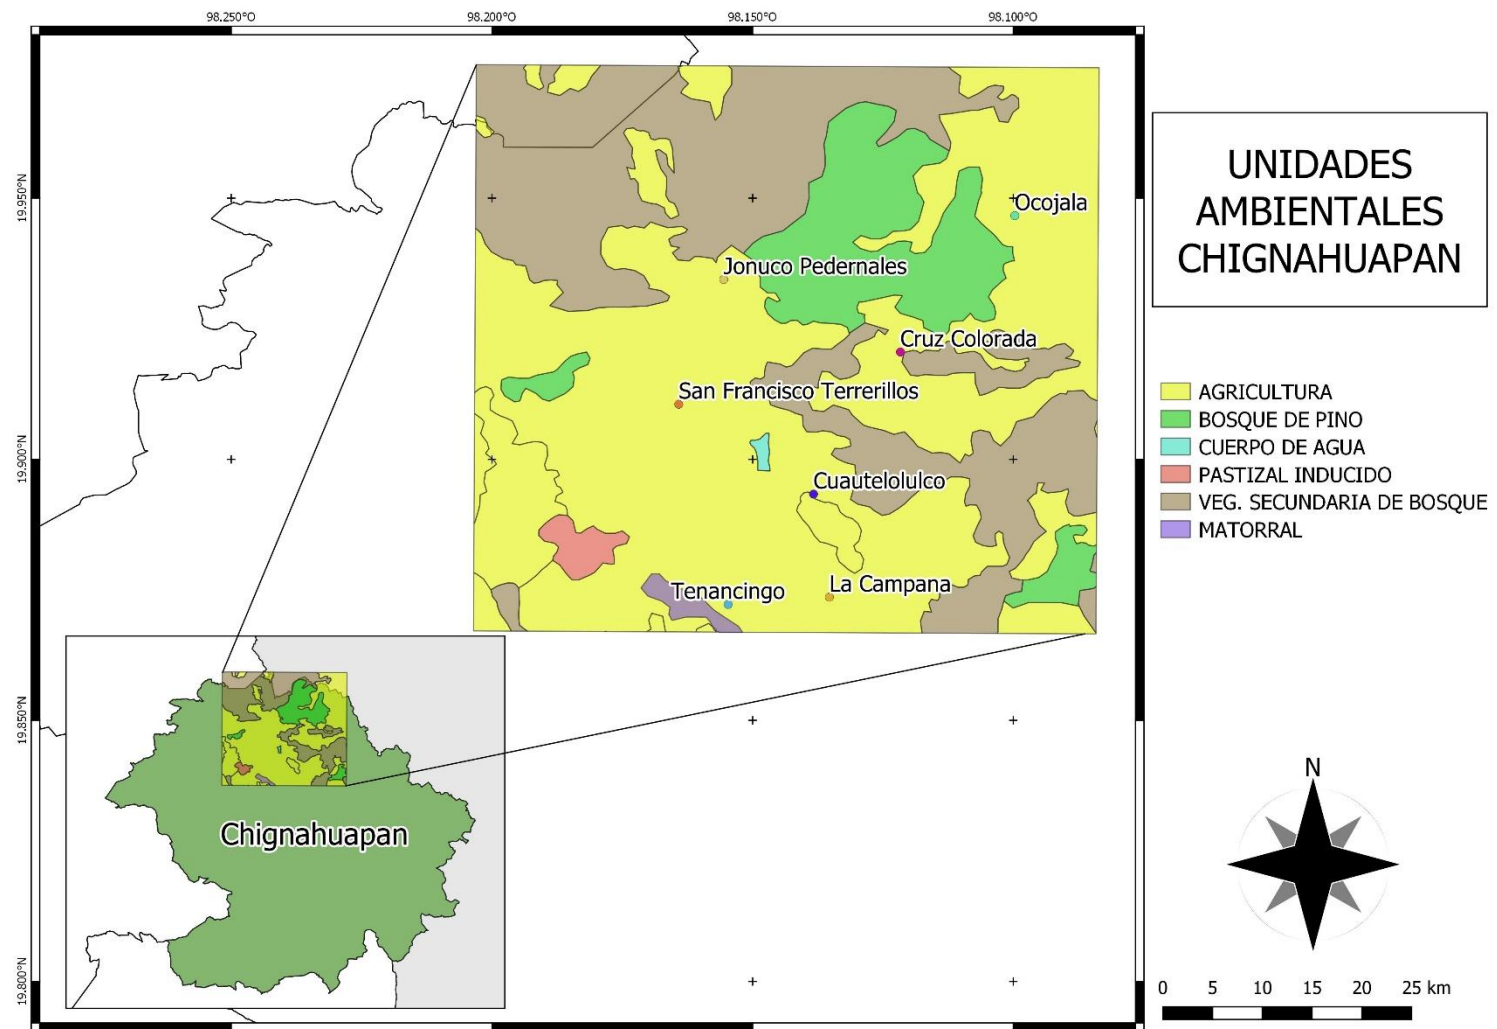 98.250°O 98.200°O 98.150°O 98.100°O
19.950°N
19.900°N
19.850°N
19.800°N
Ocojala
Jonuco Pedernales
Cruz Colorada
San Francisco Terrerillos
Cuautelolulco
La Campana
Tenancingo
Chignahuapan
UNIDADES
AMBIENTALES
CHIGNAHUAPAN
AGRICULTURA
BOSQUE DE PINO
CUERPO DE AGUA
PASTIZAL INDUCIDO
VEG. SECUNDARIA DE BOSQUE
MATORRAL
N
0 5 10 15 20 25 km